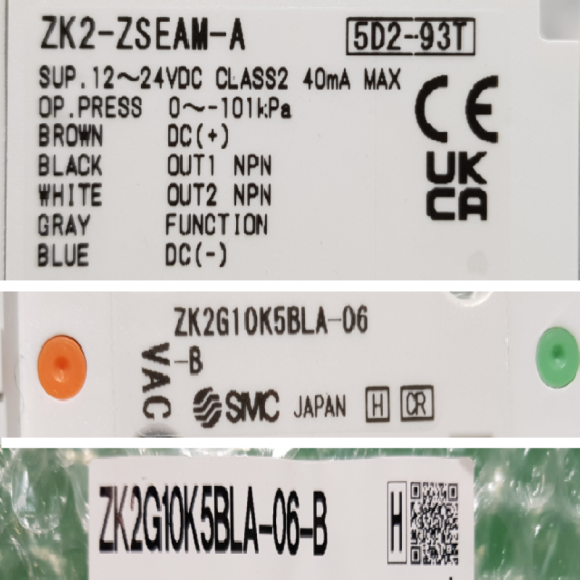 ZK2-ZSEAM-A 5D2-93T
SUP.12～24VDC CLASS2 40mA MAX
OP.PRESS 0～-101kPa
BROWN DC(+)
BLACK OUT1 NPN
WHITE OUT2 NPN
GRAY FUNCTION
BLUE DC(-)
CE
UK
CA
ZK2G10K5BLA-06
-B
VAC
SMC JAPAN H CR
ZK2G10K5BLA-06-B H